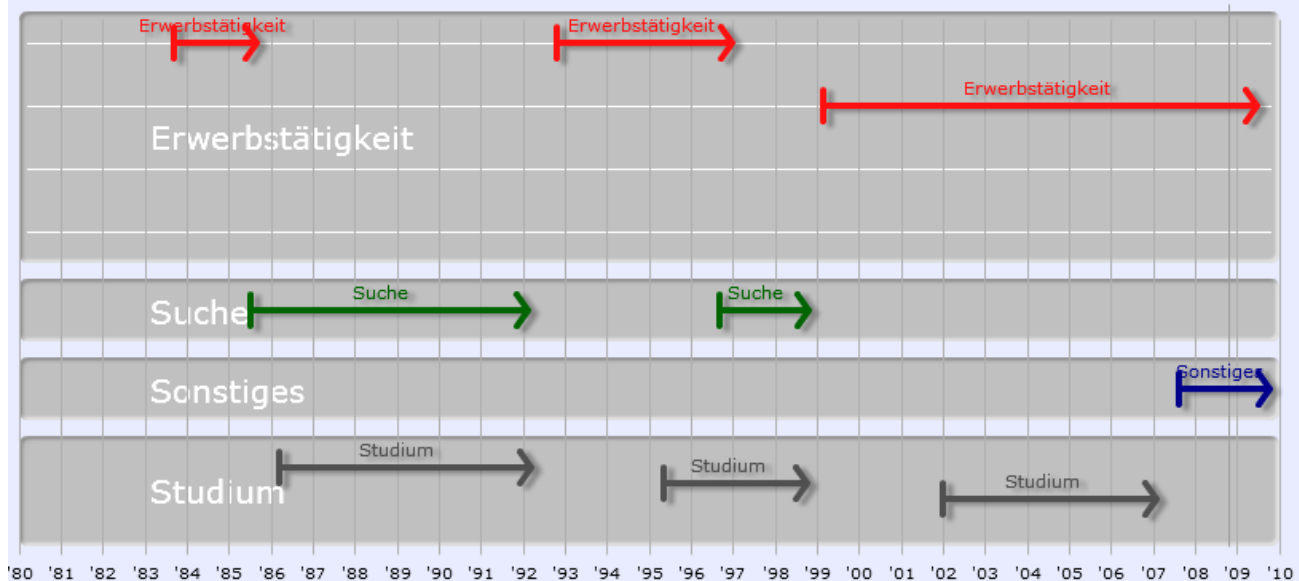 Erwerbstätigkeit Erwerbstätigkeit
Erwerbstätigkeit
Erwerbstätigkeit
Suche Suche
Suche
Sonstiges
Sonstiges
Studium
Studium
Studium
Studium
'80 '81 '82 '83 '84 '85 '86 '87 '88 '89 '90 '91 '92 '93 '94 '95 '96 '97 '98 '99 '00 '01 '02 '03 '04 '05 '06 '07 '08 '09 '10